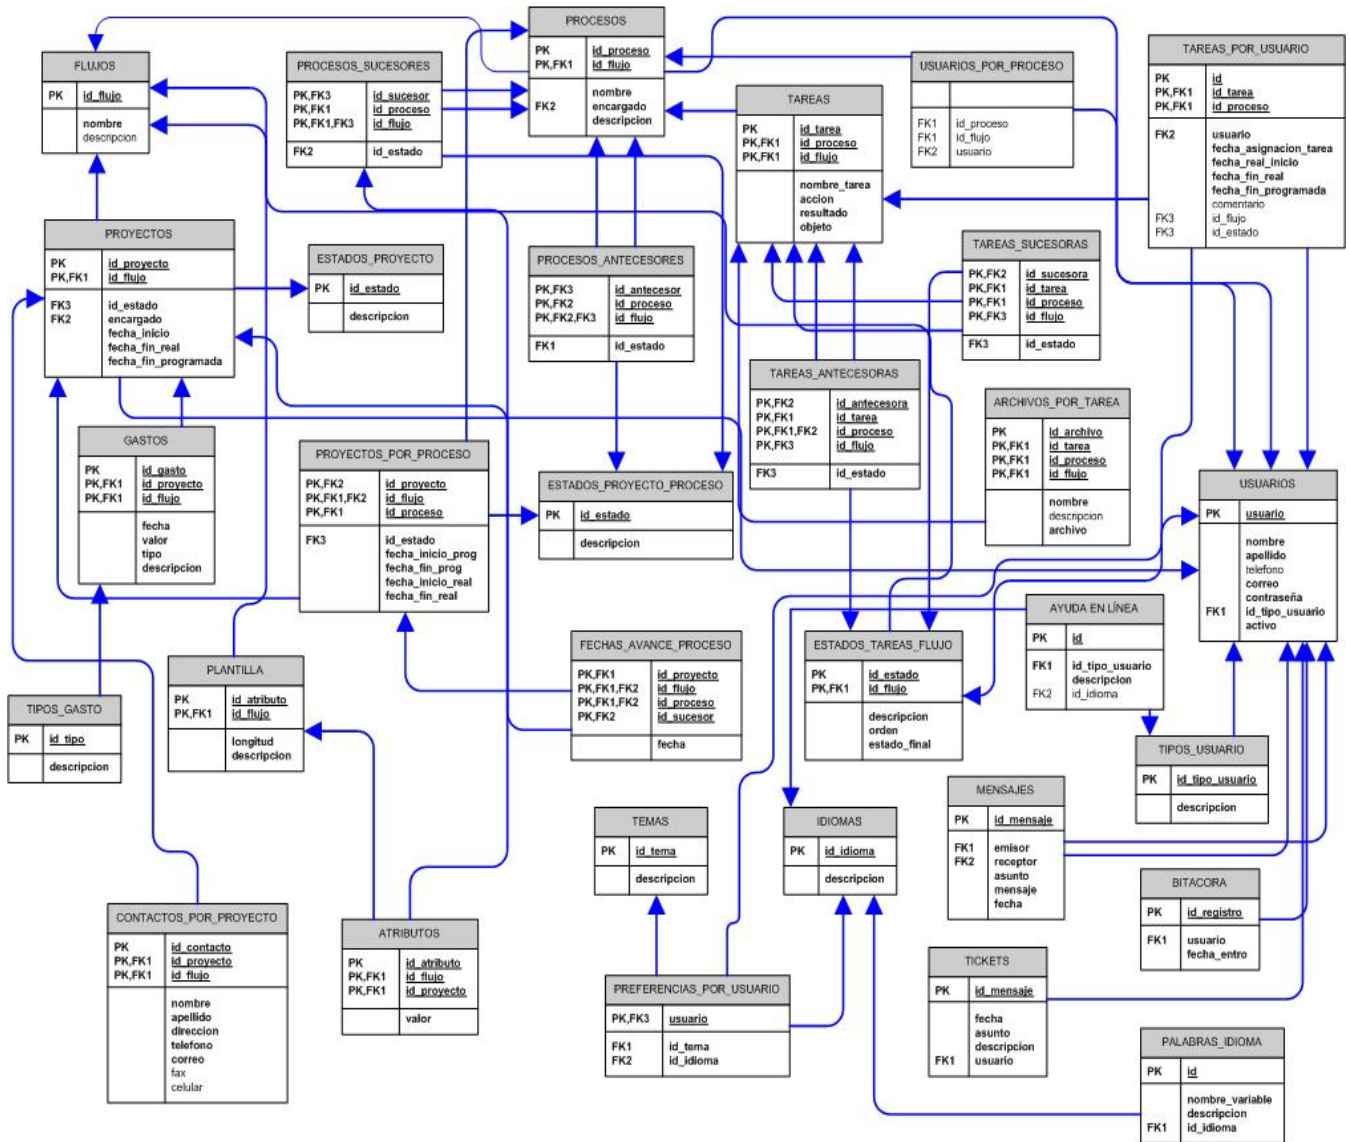 PROCESOS
PK id_proceso
PK,FK1 id_flujo
FK2 nombre
encargado
descripcion
FLUJOS
PK id_flujo
nombre
descripcion
PROCESOS_SUCESORES
PK,FK3 id_sucesor
PK,FK1 id_proceso
PK,FK1,FK3 id_flujo
FK2 id_estado
USUARIOS_POR_PROCESO
FK1 id_proceso
FK1 id_flujo
FK2 usuario
TAREAS_POR_USUARIO
PK id
PK,FK1 id_tarea
PK,FK1 id_proceso
FK2 usuario
fecha_asignacion_tarea
fecha_real_inicio
fecha_fin_real
fecha_fin_programada
comentario
FK3 id_flujo
FK3 id_estado
TAREAS
PK id_tarea
PK,FK1 id_proceso
PK,FK1 id_flujo
nombre_tarea
accion
resultado
objeto
PROYECTOS
PK id_proyecto
PK,FK1 id_flujo
FK3 id_estado
FK2 encargado
fecha_inicio
fecha_fin_real
fecha_fin_programada
ESTADOS_PROYECTO
PK id_estado
descripcion
PROCESOS_ANTECESORES
PK,FK3 id_antecesor
PK,FK2 id_proceso
PK,FK2,FK3 id_flujo
FK1 id_estado
TAREAS_SUCESORAS
PK,FK2 id_sucesora
PK,FK1 id_tarea
PK,FK1 id_proceso
PK,FK3 id_flujo
FK3 id_estado
TAREAS_ANTECESORAS
PK,FK2 id_antecesora
PK,FK1 id_tarea
PK,FK1,FK2 id_proceso
PK,FK3 id_flujo
FK3 id_estado
ARCHIVOS_POR_TAREA
PK id_archivo
PK,FK1 id_tarea
PK,FK1 id_proceso
PK,FK1 id_flujo
nombre
descripcion
archivo
GASTOS
PK id_gasto
PK,FK1 id_proyecto
PK,FK1 id_flujo
fecha
valor
tipo
descripcion
PROYECTOS_POR_PROCESO
PK,FK2 id_proyecto
PK,FK1,FK2 id_flujo
PK,FK1 id_proceso
FK3 id_estado
fecha_inicio_prog
fecha_fin_prog
fecha_inicio_real
fecha_fin_real
ESTADOS_PROYECTO_PROCESO
PK id_estado
descripcion
USUARIOS
PK usuario
nombre
apellido
telefono
correo
contraseña
FK1 id_tipo_usuario
activo
AYUDA EN LÍNEA
PK id
FK1 id_tipo_usuario
descripcion
FK2 id_idioma
FECHAS_AVANCE_PROCESO
PK,FK1 id_proyecto
PK,FK1,FK2 id_flujo
PK,FK1,FK2 id_proceso
PK,FK2 id_sucesor
fecha
ESTADOS_TAREAS_FLUJO
PK id_estado
PK,FK1 id_flujo
descripcion
orden
estado_final
PLANTILLA
PK id_atributo
PK,FK1 id_flujo
longitud
descripcion
TIPOS_GASTO
PK id_tipo
descripcion
TIPOS_USUARIO
PK id_tipo_usuario
descripcion
MENSAJES
PK id_mensaje
FK1 emisor
FK2 receptor
asunto
mensaje
fecha
TEMAS
PK id_tema
descripcion
IDIOMAS
PK id_idioma
descripcion
BITACORA
PK id_registro
FK1 usuario
fecha_entro
CONTACTOS_POR_PROYECTO
PK id_contacto
PK,FK1 id_proyecto
PK,FK1 id_flujo
nombre
apellido
direccion
telefono
correo
fax
celular
ATRIBUTOS
PK id_atributo
PK,FK1 id_flujo
PK,FK1 id_proyecto
valor
PREFERENCIAS_POR_USUARIO
PK,FK3 usuario
FK1 id_tema
FK2 id_idioma
TICKETS
PK id_mensaje
fecha
asunto
descripcion
FK1 usuario
PALABRAS_IDIOMA
PK id
nombre_variable
descripcion
FK1 id_idioma